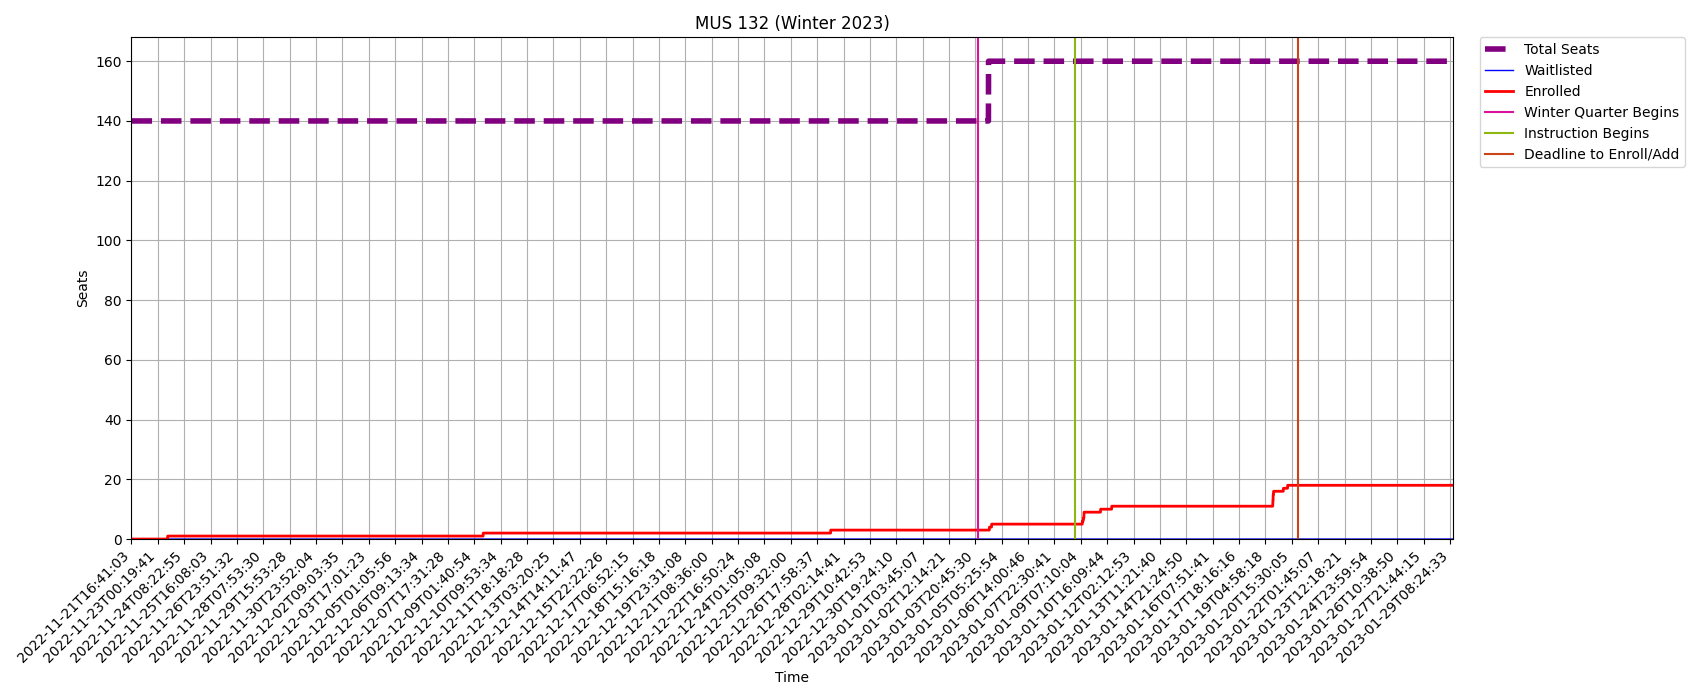 MUS 132 (Winter 2023)
Total Seats
Waitlisted
Enrolled
Winter Quarter Begins
Instruction Begins
Deadline to Enroll/Add
Seats
160
140
120
100
80
60
40
20
0
2022-11-21T16:41:03
2022-11-23T00:19:41
2022-11-24T08:22:55
2022-11-25T16:08:03
2022-11-26T23:51:32
2022-11-28T07:53:30
2022-11-29T15:53:28
2022-11-30T23:52:04
2022-12-02T09:03:35
2022-12-03T17:01:23
2022-12-05T01:05:56
2022-12-06T09:13:34
2022-12-07T17:31:28
2022-12-09T01:40:54
2022-12-10T09:53:34
2022-12-11T18:18:28
2022-12-13T03:20:25
2022-12-14T14:11:47
2022-12-15T22:22:26
2022-12-17T06:52:15
2022-12-18T15:16:18
2022-12-19T23:31:08
2022-12-21T08:36:00
2022-12-22T16:50:24
2022-12-24T01:05:08
2022-12-25T09:32:00
2022-12-26T17:58:37
2022-12-28T02:14:41
2022-12-29T10:42:53
2022-12-30T19:24:10
2023-01-01T03:45:07
2023-01-02T12:14:21
2023-01-03T20:45:30
2023-01-05T05:25:54
2023-01-06T14:00:46
2023-01-07T22:30:41
2023-01-09T07:10:04
2023-01-10T16:09:44
2023-01-12T02:12:53
2023-01-13T11:21:40
2023-01-14T21:24:50
2023-01-16T07:51:41
2023-01-17T18:16:16
2023-01-19T04:58:18
2023-01-20T15:30:05
2023-01-22T01:45:07
2023-01-23T12:18:21
2023-01-24T23:59:54
2023-01-26T10:38:50
2023-01-27T21:44:15
2023-01-29T08:24:33
Time